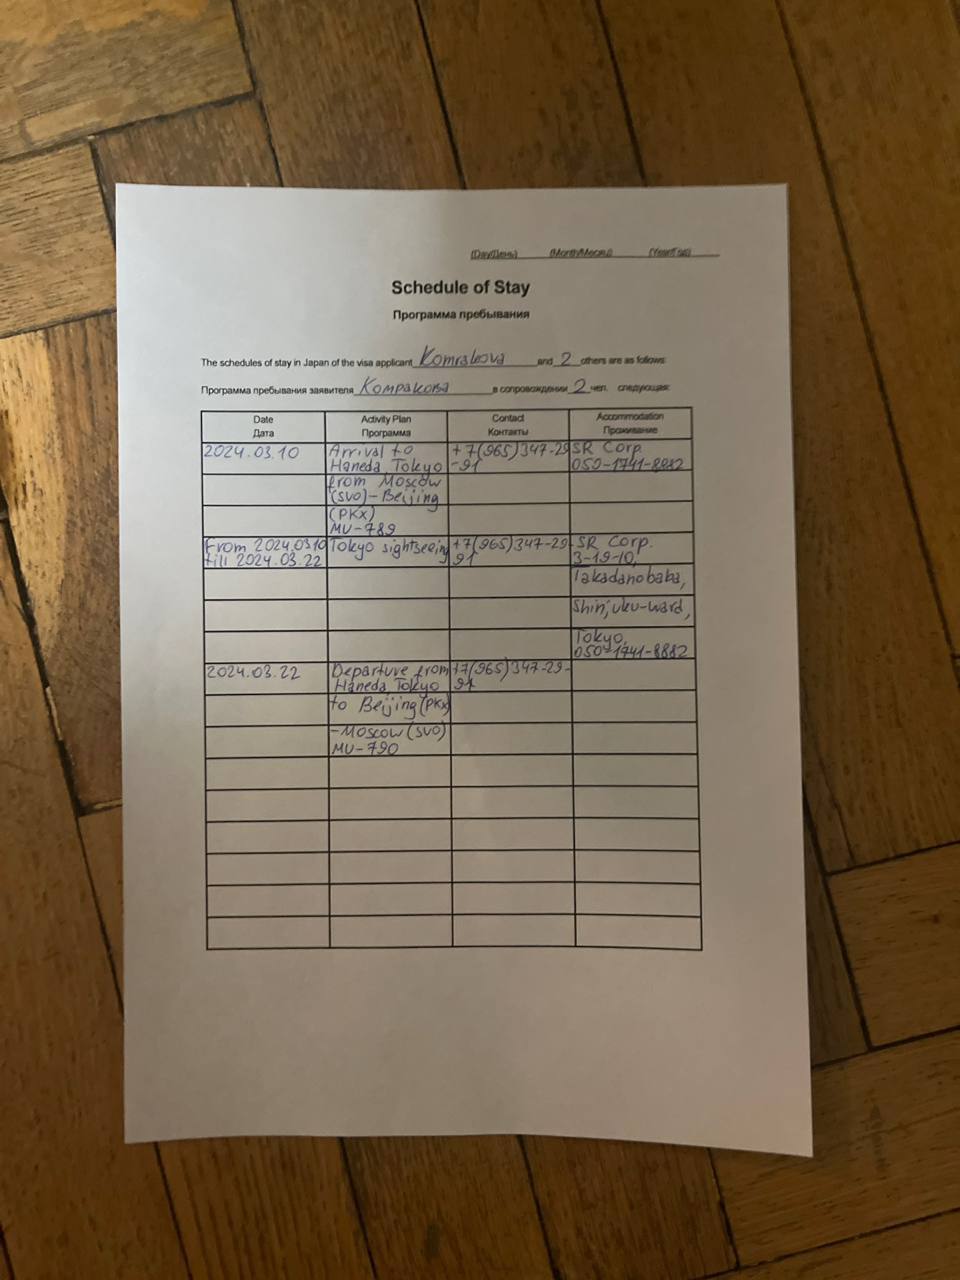 (Day/День) (Month/Месяц) (Year/Год)
Schedule of Stay
Программа пребывания
The schedules of stay in Japan of the visa applicant Komrakova and 2 others are as follows:
Программа пребывания заявителя Комракова в сопровождении 2 чел. следующая:
Date Activity Plan Contact Accommodation
Дата Программа Контакты Проживание
2024.03.10 Arrival to +7(965)347-29 SR Corp.
Haneda Tokyo -91 050-1741-8882
from Moscow
(SVO)-Beijing
(PKX)
MU-789
From 2024.03.10 Tokyo sightseeing +7(965)347-29- SR Corp.
till 2024.03.22 91 3-19-10,
Takadanobaba,
Shinjuku-ward,
Tokyo,
050-1741-8882
2024.03.22 Departure from +7(965)347-29-
Haneda Tokyo 91
to Beijing (PKX)
-Moscow (SVO)
MU-790